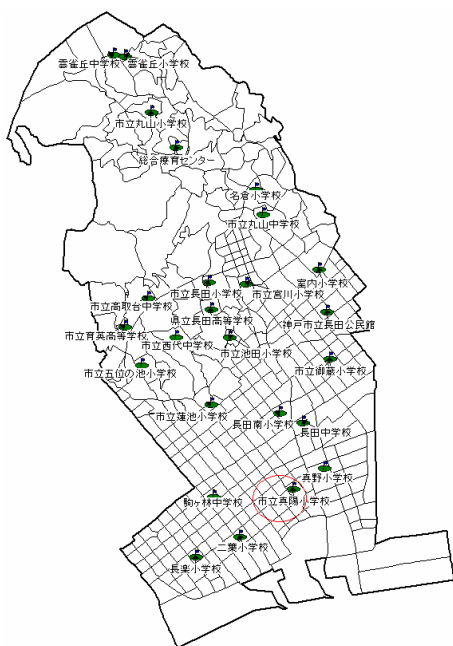 雲雀丘中学校
雲雀丘小学校
市立丸山小学校
総合療育センター
名倉小学校
市立丸山中学校
室内小学校
市立長田小学校
市立宮川小学校
市立高取台中学校
県立長田高等学校
神戸市立長田公民館
市立育英高等学校
市立西代中学校
市立池田小学校
市立御蔵小学校
市立五位の池小学校
市立蓮池小学校
長田南小学校
長田中学校
真野小学校
駒ヶ林中学校
市立真陽小学校
二葉小学校
長楽小学校